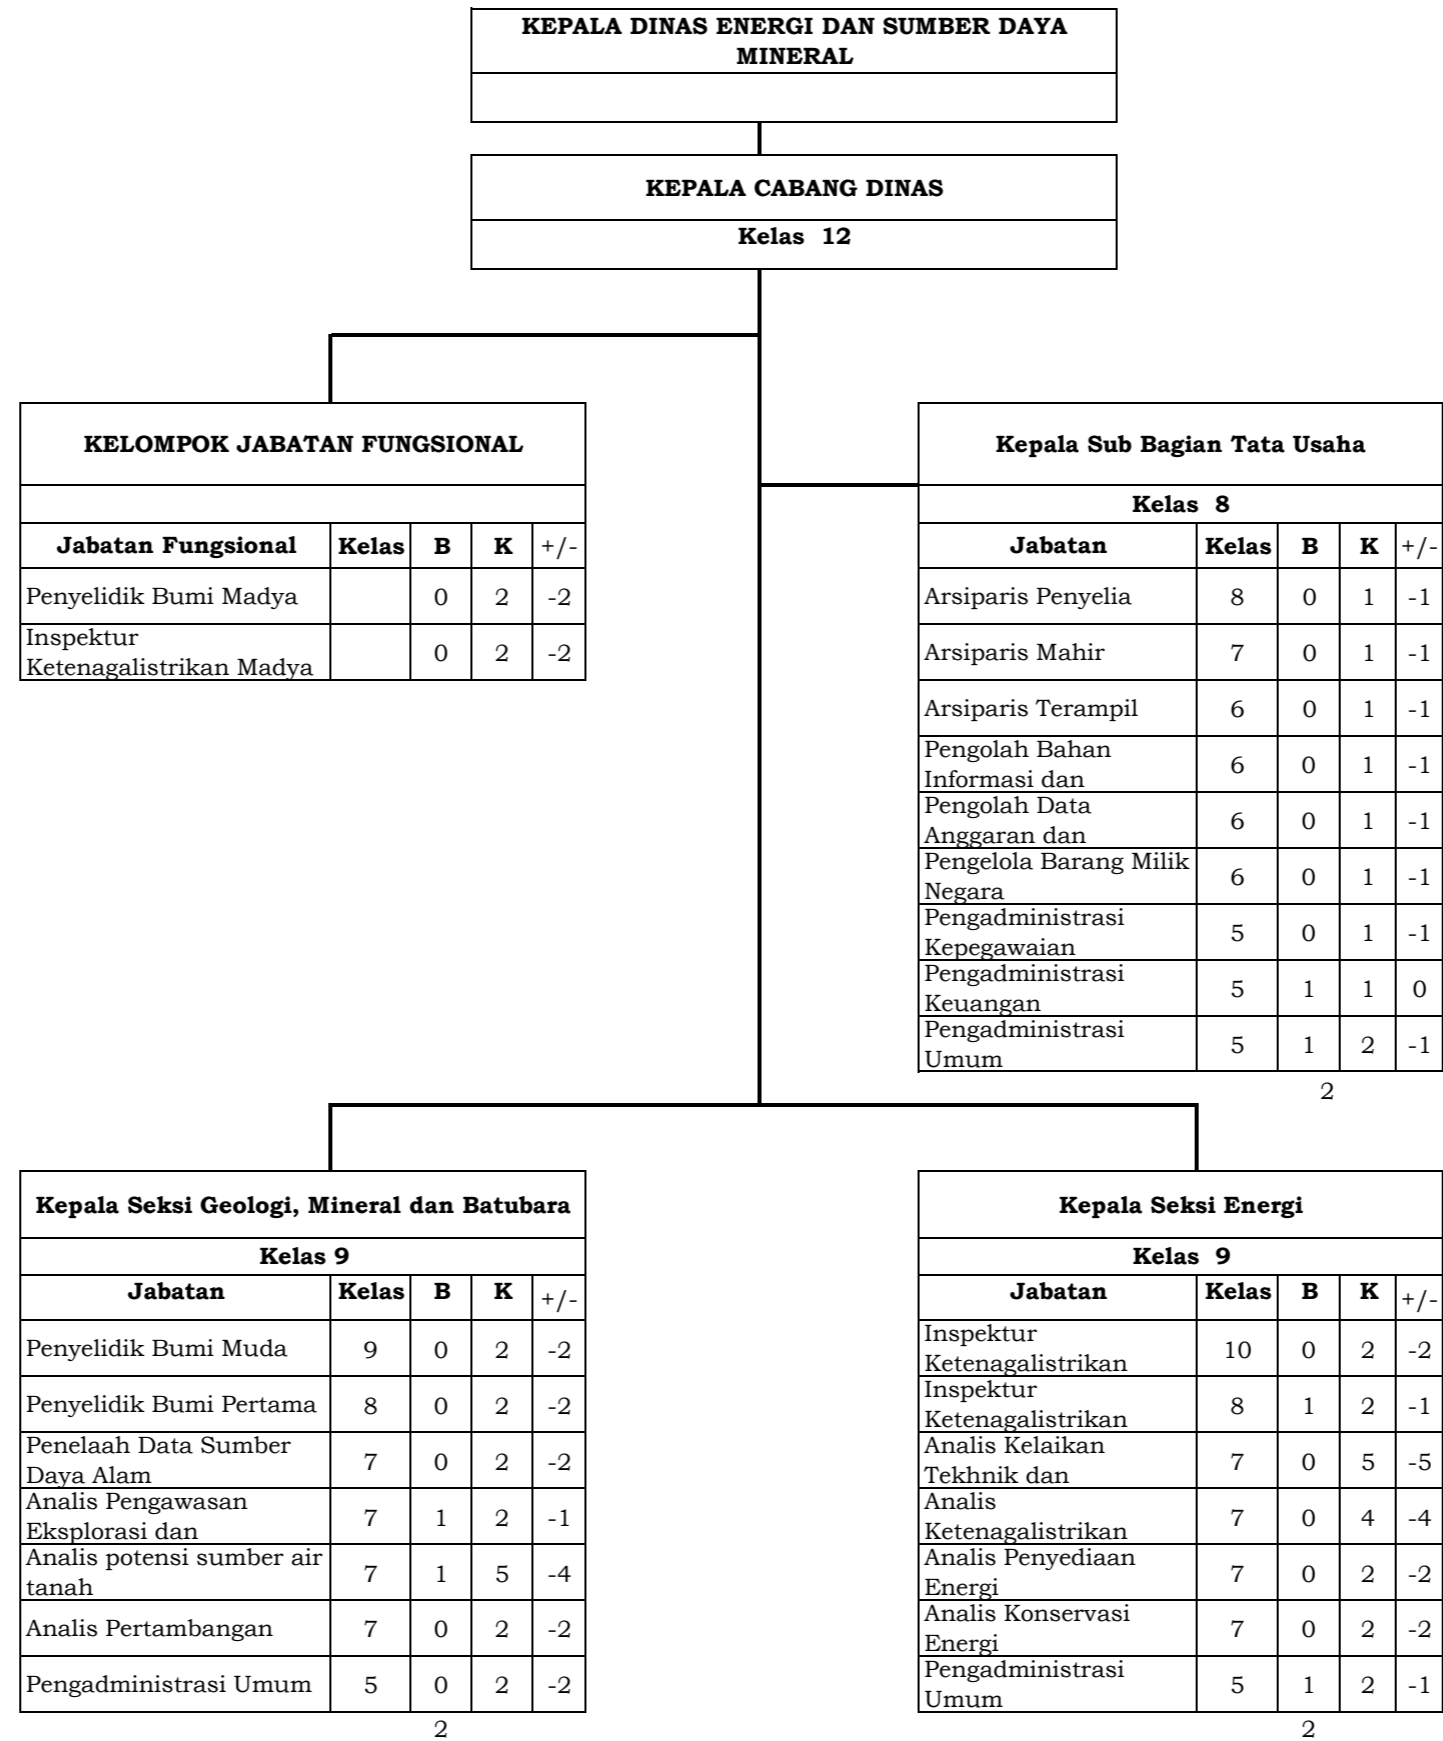 KEPALA DINAS ENERGI DAN SUMBER DAYA
MINERAL
KEPALA CABANG DINAS
Kelas 12
KELOMPOK JABATAN FUNGSIONAL
Jabatan Fungsional Kelas B K +/-
Penyelidik Bumi Madya 0 2 -2
Inspektur
Ketenagalistrikan Madya 0 2 -2
Kepala Sub Bagian Tata Usaha
Kelas 8
Jabatan Kelas B K +/-
Arsiparis Penyelia 8 0 1 -1
Arsiparis Mahir 7 0 1 -1
Arsiparis Terampil 6 0 1 -1
Pengolah Bahan
Informasi dan 6 0 1 -1
Pengolah Data
Anggaran dan 6 0 1 -1
Pengelola Barang Milik
Negara 6 0 1 -1
Pengadministrasi
Kepegawaian 5 0 1 -1
Pengadministrasi
Keuangan 5 1 1 0
Pengadministrasi
Umum 5 1 2 -1
2
Kepala Seksi Geologi, Mineral dan Batubara
Kelas 9
Jabatan Kelas B K +/-
Penyelidik Bumi Muda 9 0 2 -2
Penyelidik Bumi Pertama 8 0 2 -2
Penelaah Data Sumber
Daya Alam 7 0 2 -2
Analis Pengawasan
Eksplorasi dan 7 1 2 -1
Analis potensi sumber air
tanah 7 1 5 -4
Analis Pertambangan 7 0 2 -2
Pengadministrasi Umum 5 0 2 -2
2
Kepala Seksi Energi
Kelas 9
Jabatan Kelas B K +/-
Inspektur
Ketenagalistrikan 10 0 2 -2
Inspektur
Ketenagalistrikan 8 1 2 -1
Analis Kelaikan
Tekhnik dan 7 0 5 -5
Analis
Ketenagalistrikan 7 0 4 -4
Analis Penyediaan
Energi 7 0 2 -2
Analis Konservasi
Energi 7 0 2 -2
Pengadministrasi
Umum 5 1 2 -1
2